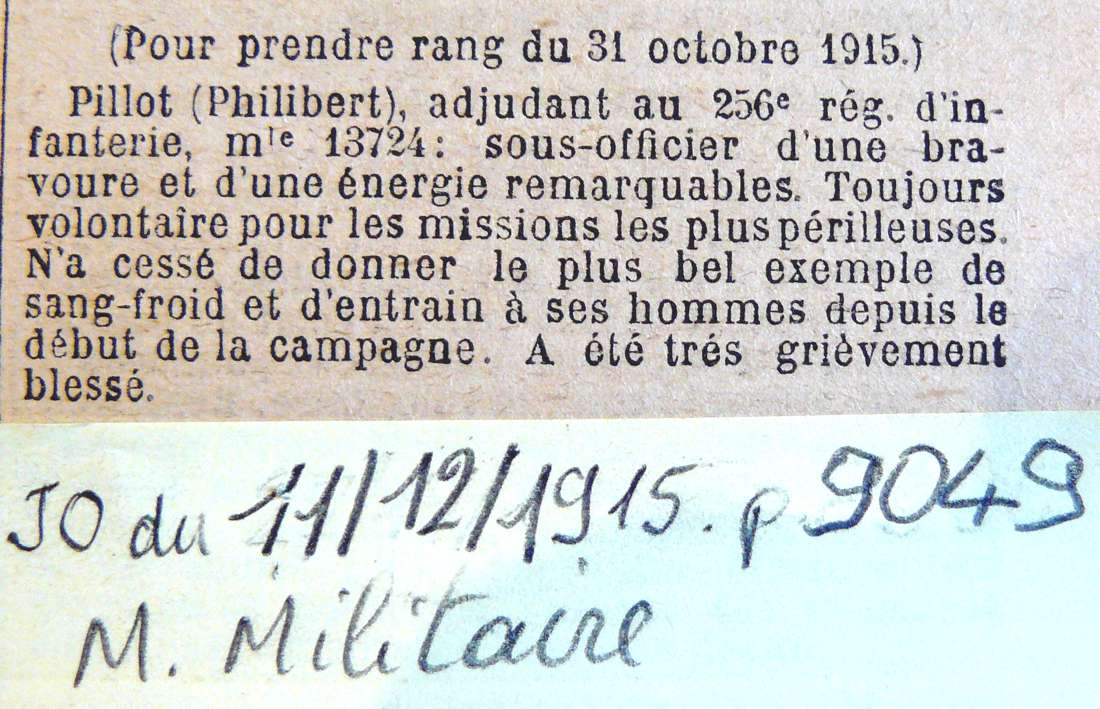 (Pour prendre rang du 31 octobre 1915.)
Pillot (Philibert), adjudant au 256e rég. d'in-
fanterie, mle 13724: sous-officier d'une bra-
voure et d'une énergie remarquables. Toujours
volontaire pour les missions les plus périlleuses.
N'a cessé de donner le plus bel exemple de
sang-froid et d'entrain à ses hommes depuis le
début de la campagne. A été trés grièvement
blessé.
JO du 11/12/1915. p 9049
M. Militaire